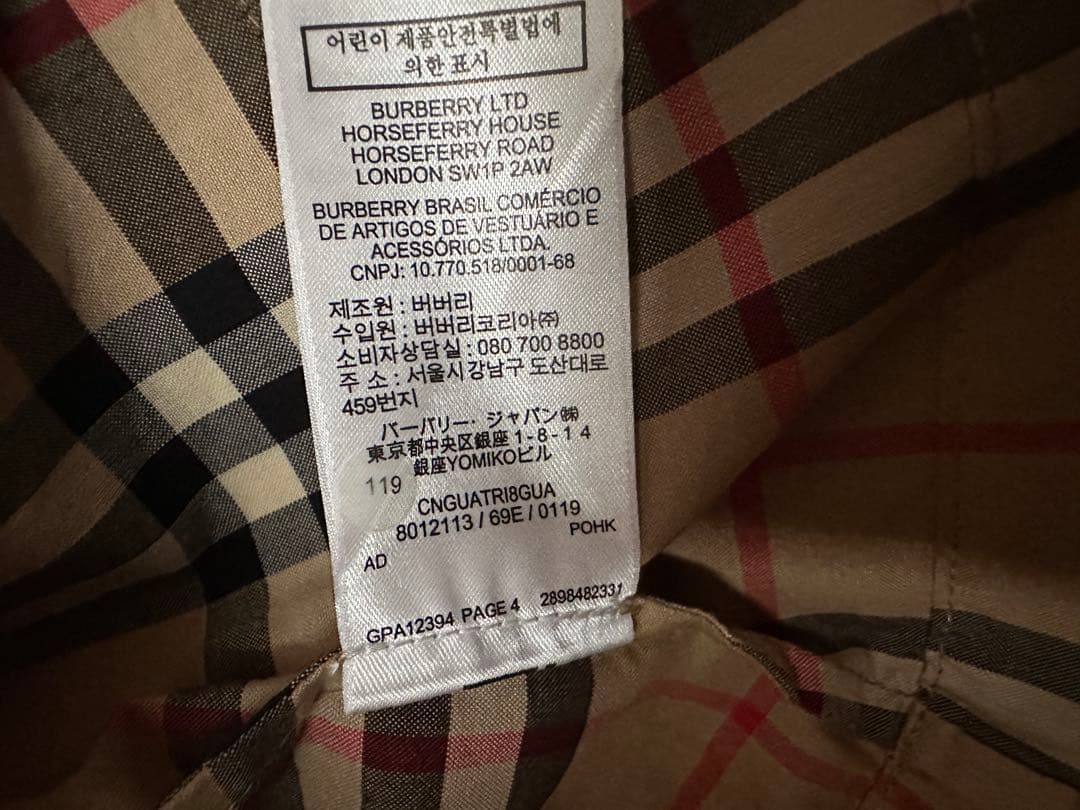 어린이 제품안전특별법에
의한 표시
BURBERRY LTD
HORSEFERRY HOUSE
HORSEFERRY ROAD
LONDON SW1P 2AW
BURBERRY BRASIL COMÉRCIO
DE ARTIGOS DE VESTUÁRIO E
ACESSÓRIOS LTDA.
CNPJ: 10.770.518/0001-68
제조원 : 버버리
수입원 : 버버리코리아㈜
소비자상담실 : 080 700 8800
주 소 : 서울시 강남구 도산대로
459번지
バーバリー・ジャパン㈱
東京都中央区銀座 1-8-1 4
銀座YOMIKOビル
119
CNGUATRI8GUA
8012113 / 69E / 0119
POHK
AD
GPA12394 PAGE 4 2898482331